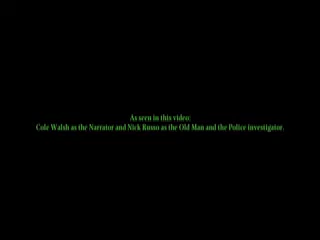 As seen in this video:
Cole Walsh as the Narrator and Nick Russo as the Old Man and the Police investigator.